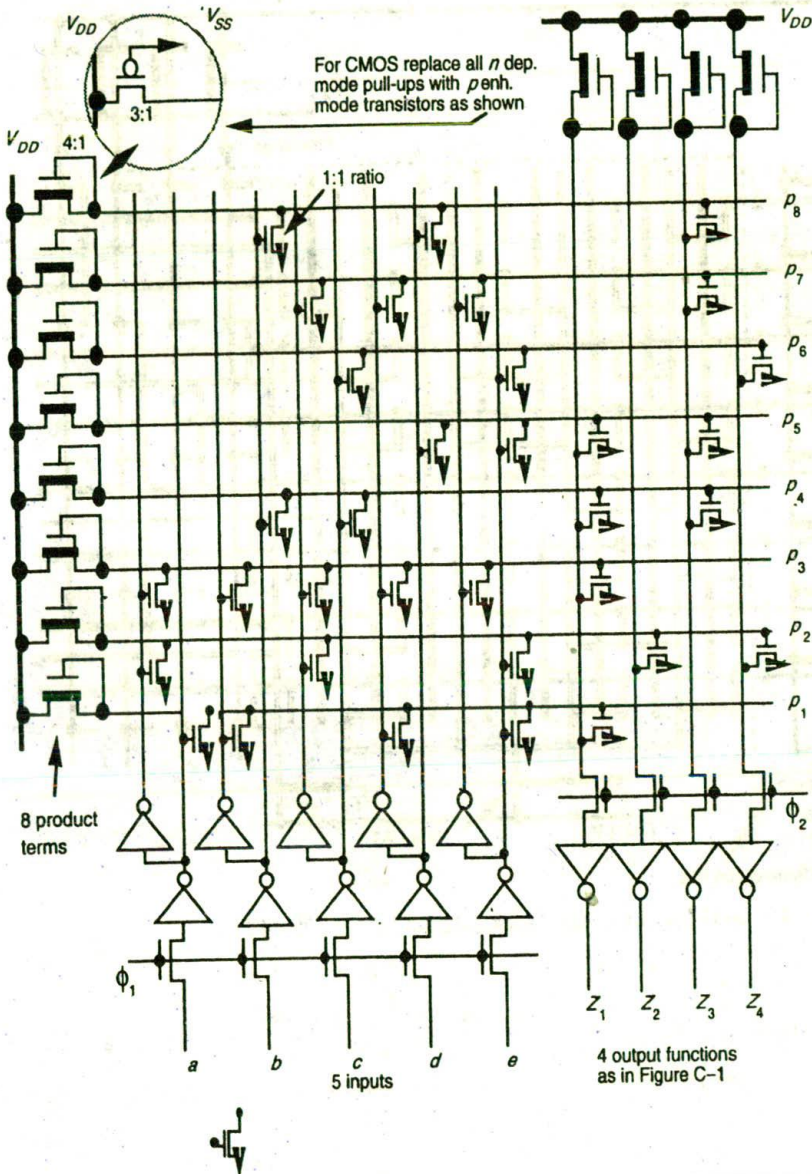 V_DD
V_SS
V_DD
For CMOS replace all n dep.
mode pull-ups with p enh.
mode transistors as shown
3:1
V_DD
4:1
1:1 ratio
p_8
p_7
p_6
p_5
p_4
p_3
p_2
p_1
8 product
terms
ϕ_2
ϕ_1
Z_1 Z_2 Z_3 Z_4
a b c d e
5 inputs
4 output functions
as in Figure C–1